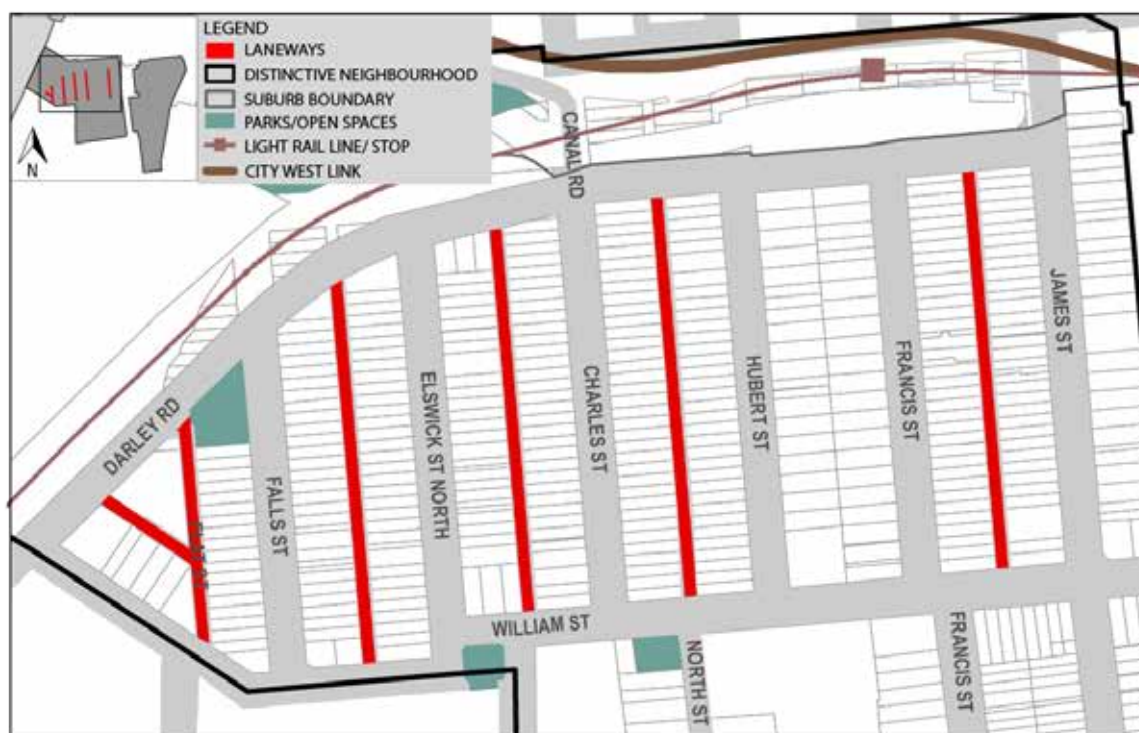 LEGEND
LANEWAYS
DISTINCTIVE NEIGHBOURHOOD
SUBURB BOUNDARY
PARKS/OPEN SPACES
LIGHT RAIL LINE/ STOP
CITY WEST LINK
N
CANAL RD
DARLEY RD
FALLS ST
ELSWICK ST NORTH
CHARLES ST
HUBERT ST
FRANCIS ST
JAMES ST
WILLIAM ST
NORTH ST
FRANCIS ST